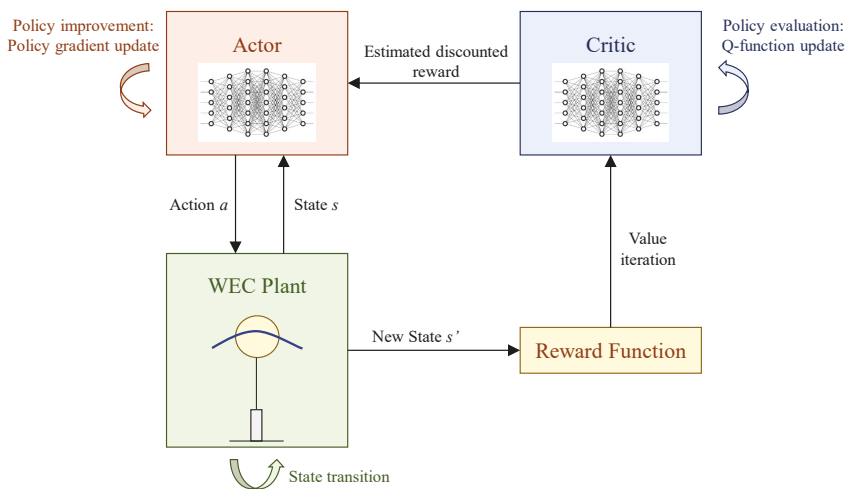 Policy improvement:
Policy gradient update
Actor
Estimated discounted
reward
Critic
Policy evaluation:
Q-function update
Action a
State s
Value
iteration
WEC Plant
New State s’
Reward Function
State transition